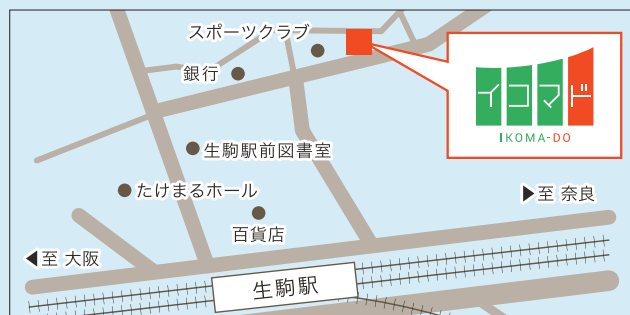 スポーツクラブ
銀行
イコマド
IKOMA-DO
生駒駅前図書室
たけまるホール
至 奈良
百貨店
至 大阪
生駒駅